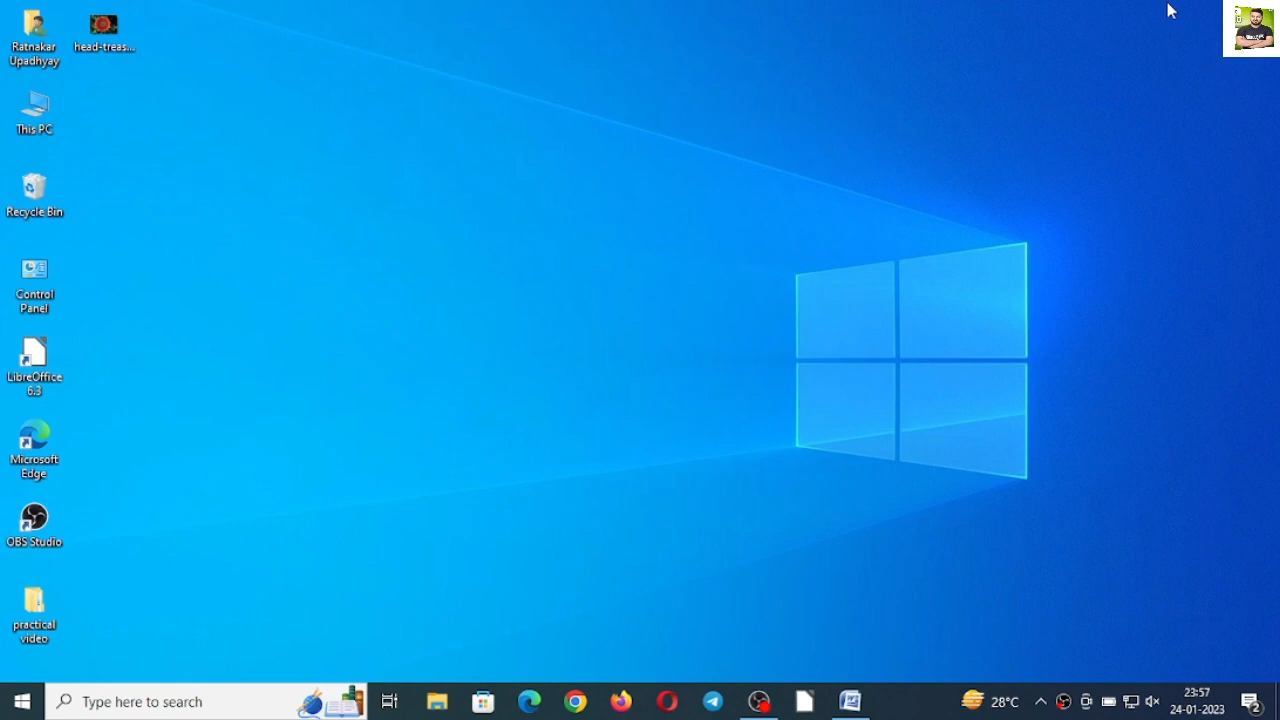 Ratnakar
Upadhyay
head-treas...
This PC
Recycle Bin
Control
Panel
LibreOffice
6.3
Microsoft
Edge
OBS Studio
practical
video
Type here to search
28°C
23:57
24-01-2023
2